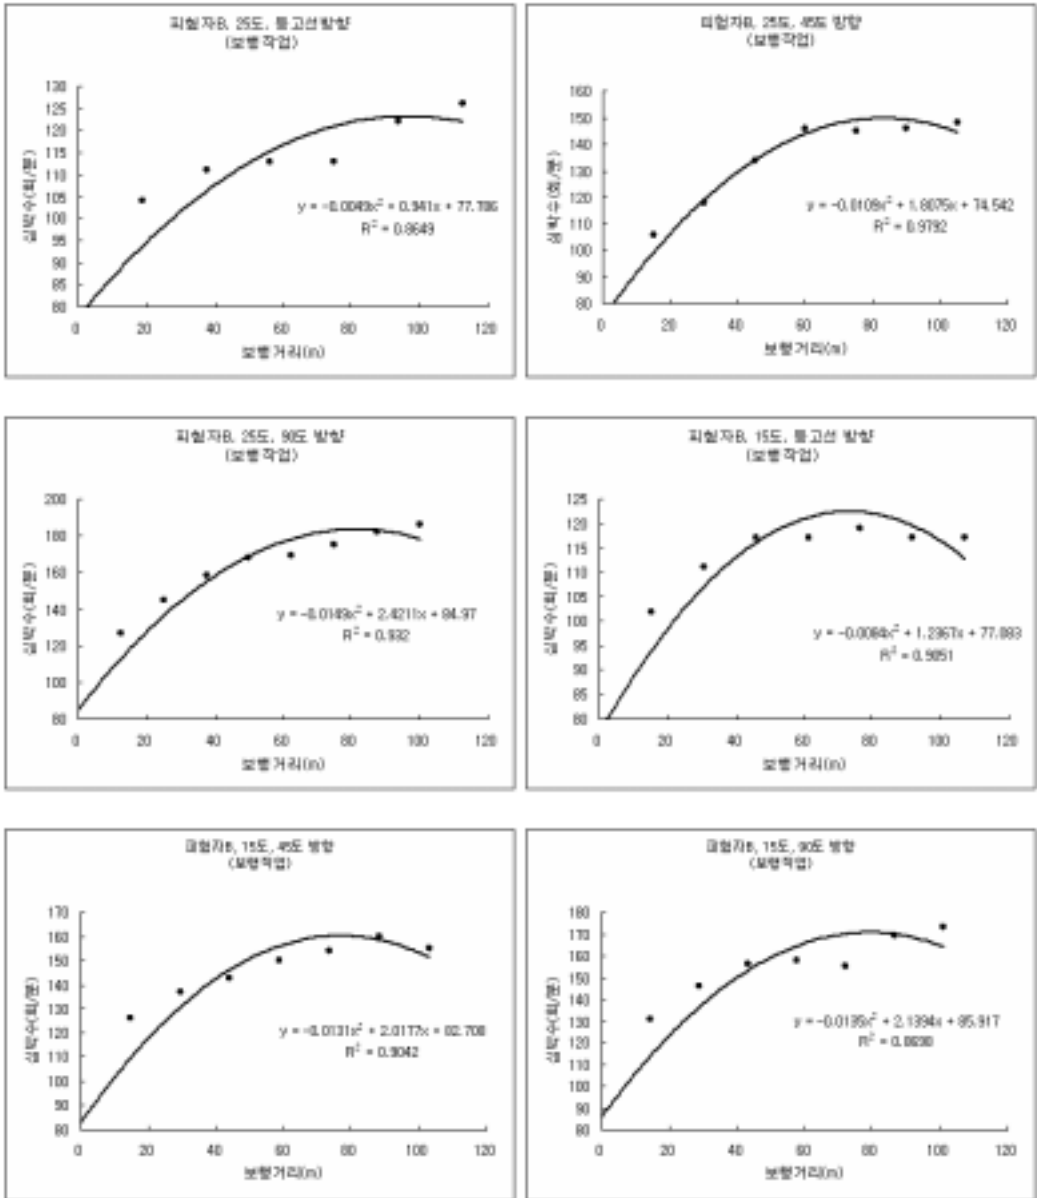 피험자B, 25도, 등고선방향
(보행작업)
130
125
120
115
110
105
100
95
90
85
80
심박수(회/분)
y = -0.0049x² + 0.941x + 77.786
R² = 0.8649
0 20 40 60 80 100 120
보행거리(m)
피험자B, 25도, 45도 방향
(보행작업)
160
150
140
130
120
110
100
90
80
심박수(회/분)
y = -0.0109x² + 1.8075x + 74.542
R² = 0.9792
0 20 40 60 80 100 120
보행거리(m)
피험자B, 25도, 90도 방향
(보행작업)
200
180
160
140
120
100
80
심박수(회/분)
y = -0.0149x² + 2.4211x + 84.97
R² = 0.932
0 20 40 60 80 100 120
보행거리(m)
피험자B, 15도, 등고선 방향
(보행작업)
125
120
115
110
105
100
95
90
85
80
심박수(회/분)
y = -0.0084x² + 1.2367x + 77.083
R² = 0.9051
0 20 40 60 80 100 120
보행거리(m)
피험자B, 15도, 45도 방향
(보행작업)
170
160
150
140
130
120
110
100
90
80
심박수(회/분)
y = -0.0131x² + 2.0177x + 82.708
R² = 0.9042
0 20 40 60 80 100 120
보행거리(m)
피험자B, 15도, 90도 방향
(보행작업)
180
170
160
150
140
130
120
110
100
90
80
심박수(회/분)
y = -0.0135x² + 2.1394x + 85.917
R² = 0.8698
0 20 40 60 80 100 120
보행거리(m)